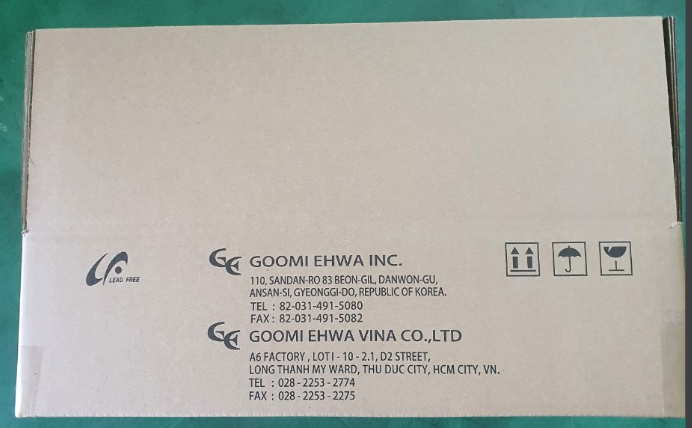 LEAD FREE
GE GOOMI EHWA INC.
110, SANDAN-RO 83 BEON-GIL, DANWON-GU,
ANSAN-SI, GYEONGGI-DO, REPUBLIC OF KOREA.
TEL : 82-031-491-5080
FAX : 82-031-491-5082
GE GOOMI EHWA VINA CO.,LTD
A6 FACTORY , LOT I - 10 - 2.1, D2 STREET,
LONG THANH MY WARD, THU DUC CITY, HCM CITY, VN.
TEL : 028 - 2253 - 2774
FAX : 028 - 2253 - 2275